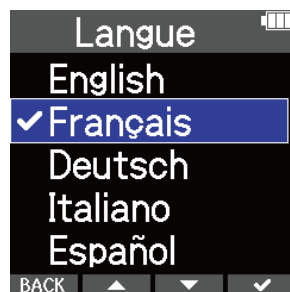 Langue
English
Français
Deutsch
Italiano
Español
BACK